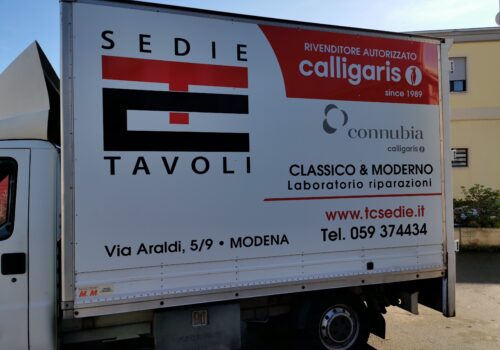 SEDIE
TAVOLI
RIVENDITORE AUTORIZZATO
calligaris
since 1989
connubia
calligaris
CLASSICO & MODERNO
Laboratorio riparazioni
www.tcsedie.it
Tel. 059 374434
Via Araldi, 5/9 • MODENA